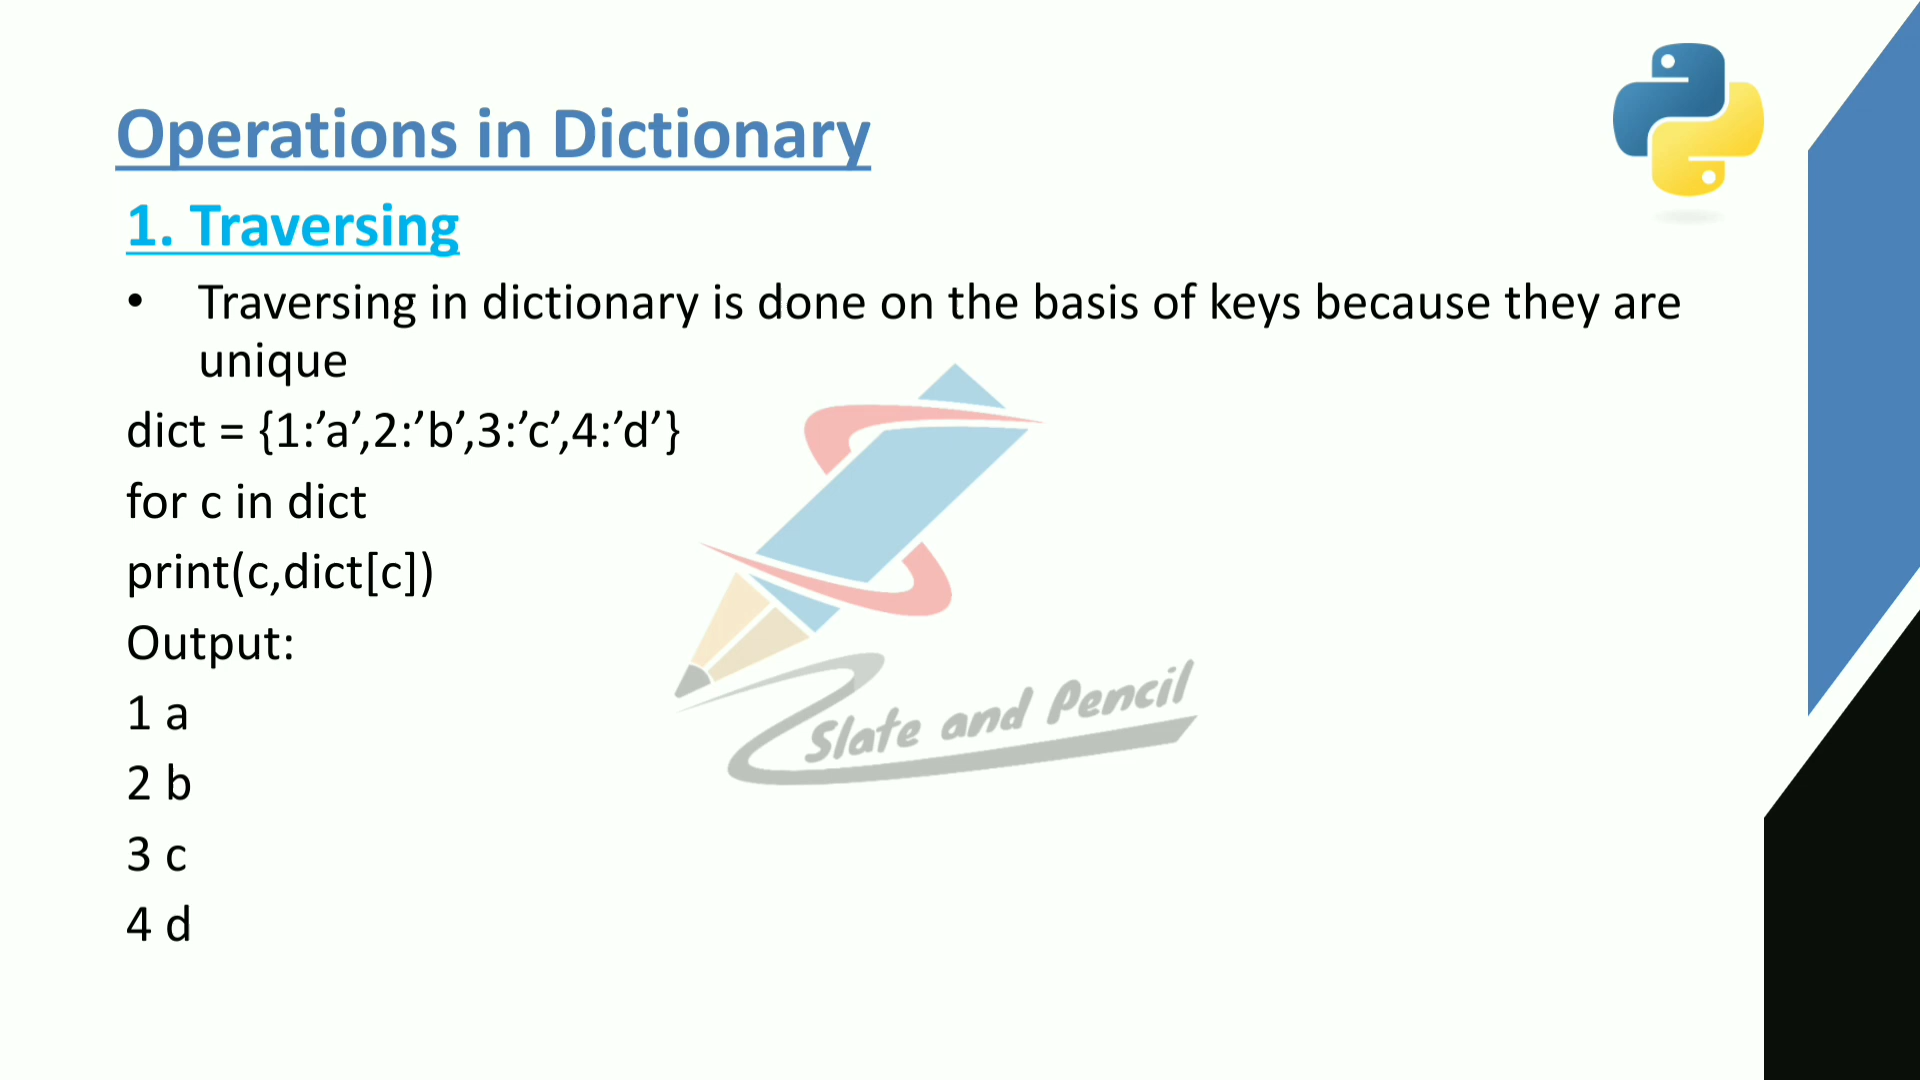 Operations in Dictionary
1. Traversing
• Traversing in dictionary is done on the basis of keys because they are
unique
dict = {1:’a’,2:’b’,3:’c’,4:’d’}
for c in dict
print(c,dict[c])
Output:
1 a
2 b
3 c
4 d
Slate and Pencil